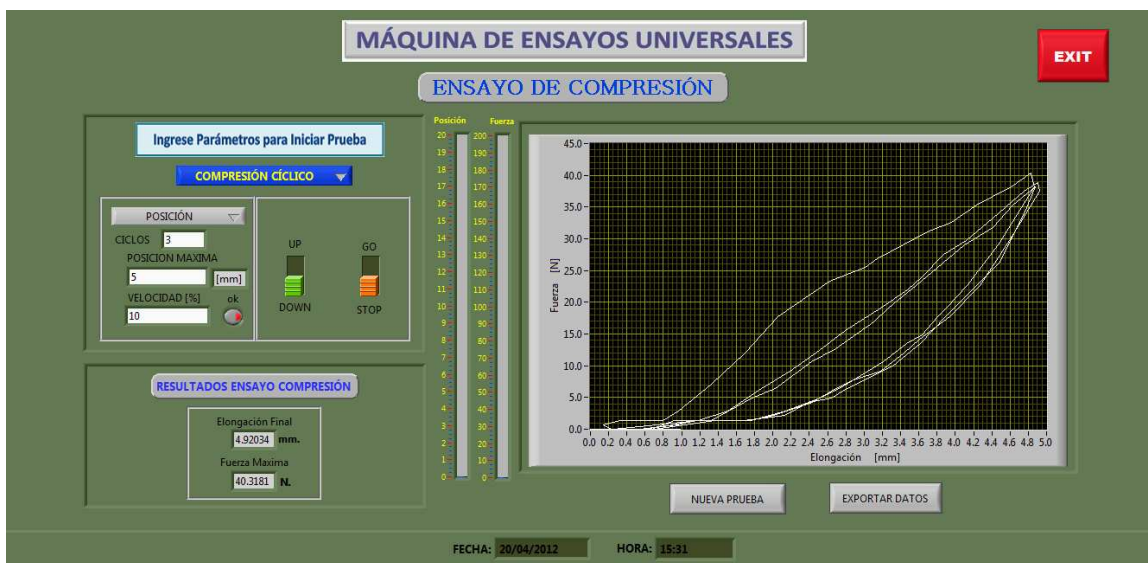 MÁQUINA DE ENSAYOS UNIVERSALES
EXIT
ENSAYO DE COMPRESIÓN
Ingrese Parámetros para Iniciar Prueba
COMPRESIÓN CÍCLICO
POSICIÓN
CICLOS 3
POSICION MAXIMA
5 [mm]
VELOCIDAD [%] ok
10
UP
DOWN
GO
STOP
RESULTADOS ENSAYO COMPRESIÓN
Elongación Final
4.92034 mm.
Fuerza Maxima
40.3181 N.
Posición Fuerza
20 200
19 190
18 180
17 170
16 160
15 150
14 140
13 130
12 120
11 110
10 100
9 90
8 80
7 70
6 60
5 50
4 40
3 30
2 20
1 10
0 0
Fuerza [N]
45.0
40.0
35.0
30.0
25.0
20.0
15.0
10.0
5.0
0.0
0.0 0.2 0.4 0.6 0.8 1.0 1.2 1.4 1.6 1.8 2.0 2.2 2.4 2.6 2.8 3.0 3.2 3.4 3.6 3.8 4.0 4.2 4.4 4.6 4.8 5.0
Elongación [mm]
NUEVA PRUEBA
EXPORTAR DATOS
FECHA: 20/04/2012 HORA: 15:31